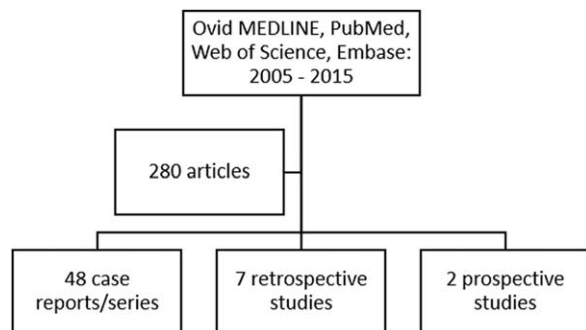 Ovid MEDLINE, PubMed,
Web of Science, Embase:
2005 - 2015
280 articles
48 case
reports/series
7 retrospective
studies
2 prospective
studies